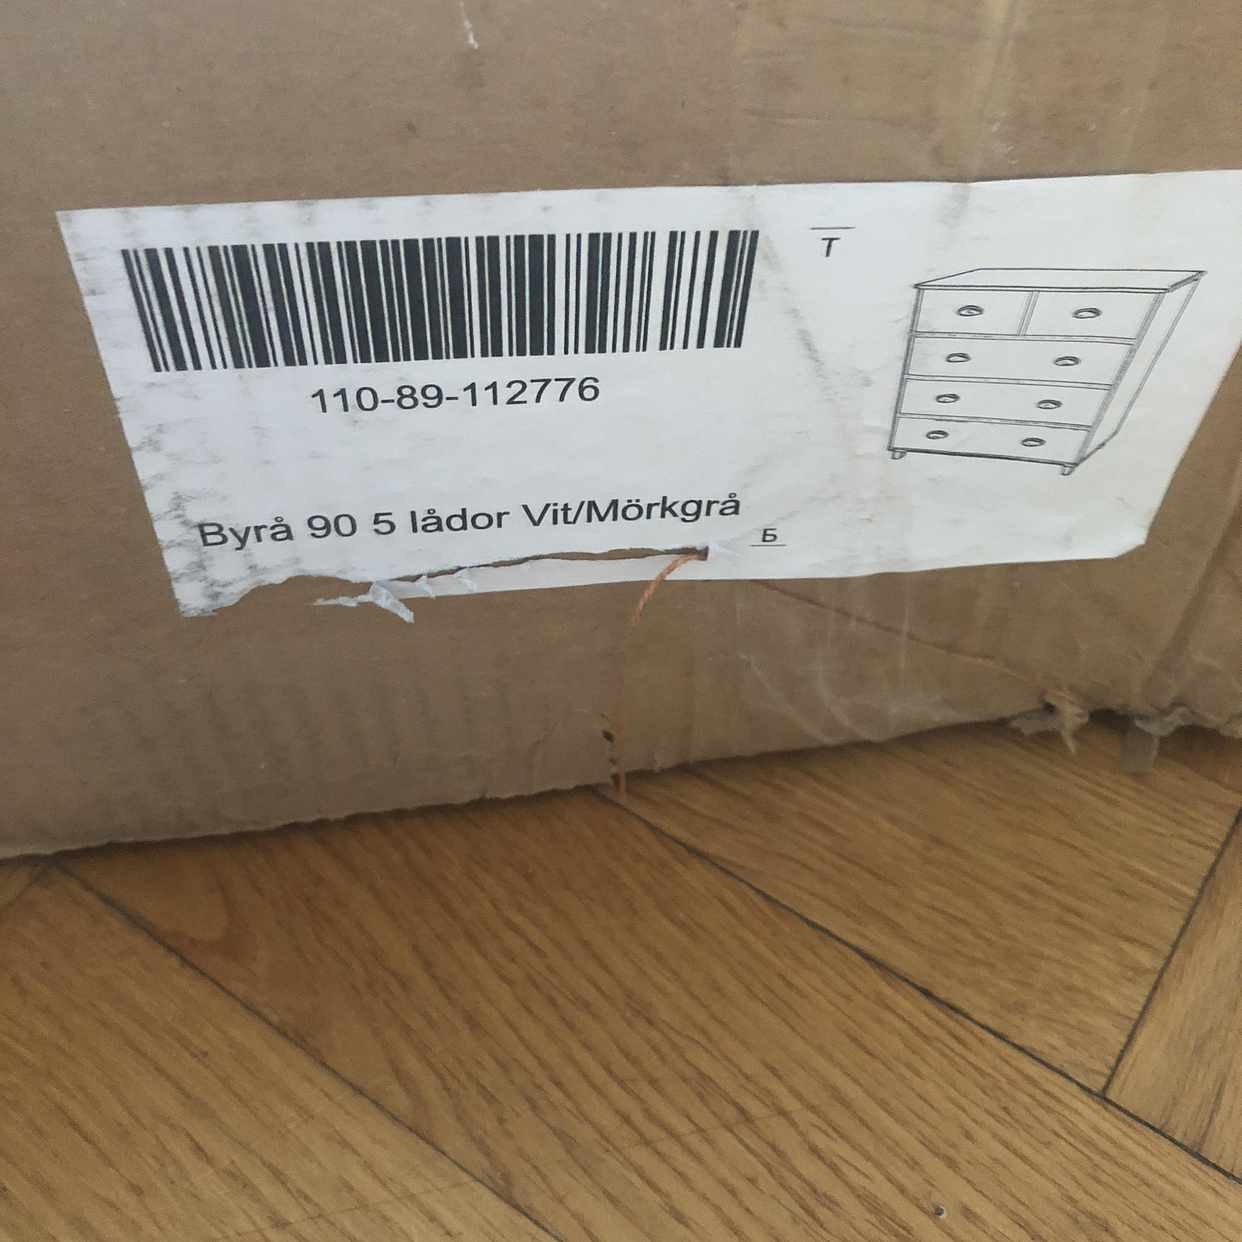 T
110-89-112776
Byrå 90 5 lådor Vit/Mörkgrå
Б